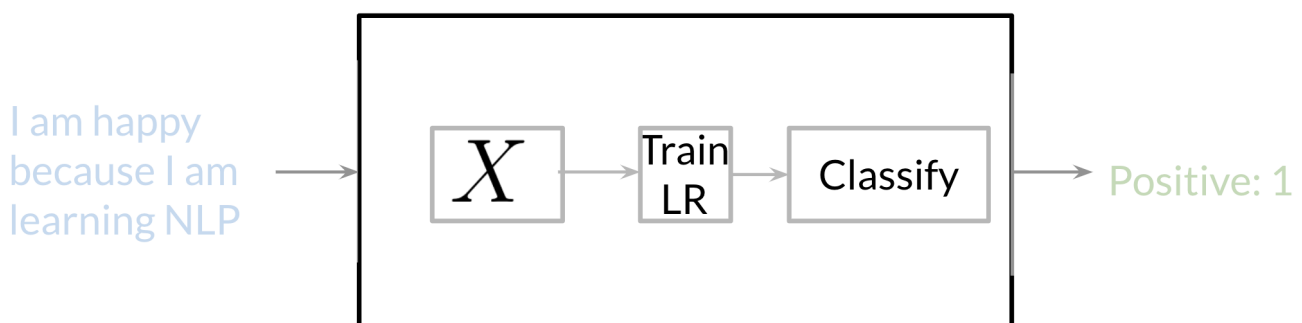 I am happy
because I am
learning NLP
X
Train
LR
Classify
Positive: 1